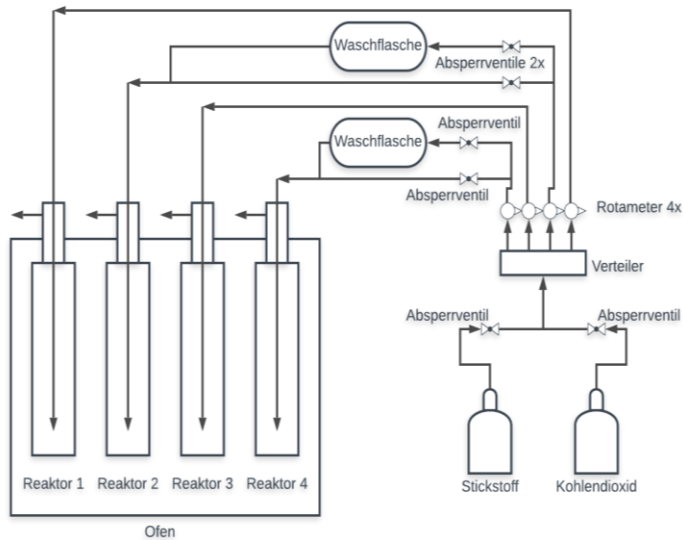 Waschflasche
Absperrventile 2x
Absperrventil
Waschflasche
Absperrventil
Rotameter 4x
Verteiler
Absperrventil
Absperrventil
Reaktor 1
Reaktor 2
Reaktor 3
Reaktor 4
Stickstoff
Kohlendioxid
Ofen